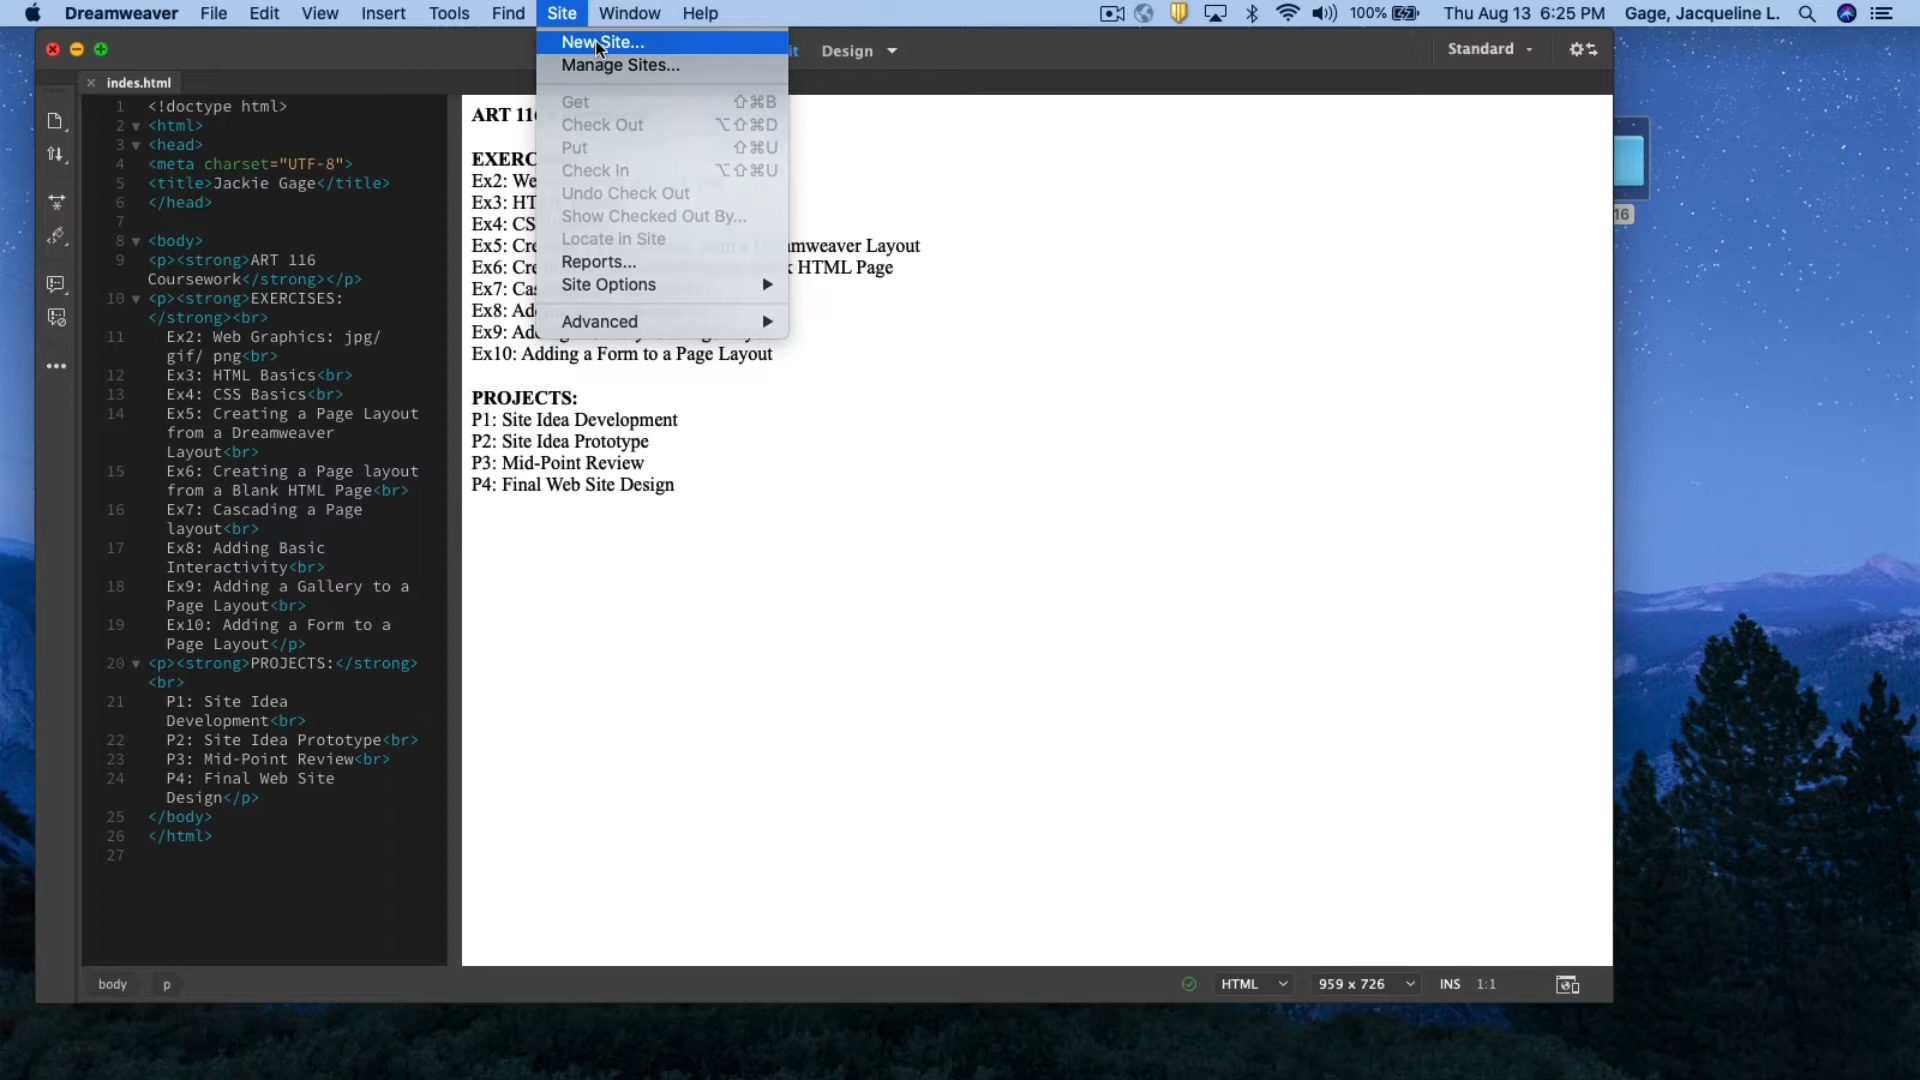 Dreamweaver File Edit View Insert Tools Find Site Window Help 100% Thu Aug 13 6:25 PM Gage, Jacqueline L.
Design Standard
indes.html
1 <!doctype html>
2 <html>
3 <head>
4 <meta charset="UTF-8">
5 <title>Jackie Gage</title>
6 </head>
7
8 <body>
9 <p><strong>ART 116
Coursework</strong></p>
10 <p><strong>EXERCISES:
</strong><br>
11 Ex2: Web Graphics: jpg/
gif/ png<br>
12 Ex3: HTML Basics<br>
13 Ex4: CSS Basics<br>
14 Ex5: Creating a Page Layout
from a Dreamweaver
Layout<br>
15 Ex6: Creating a Page layout
from a Blank HTML Page<br>
16 Ex7: Cascading a Page
layout<br>
17 Ex8: Adding Basic
Interactivity<br>
18 Ex9: Adding a Gallery to a
Page Layout<br>
19 Ex10: Adding a Form to a
Page Layout</p>
20 <p><strong>PROJECTS:</strong>
<br>
21 P1: Site Idea
Development<br>
22 P2: Site Idea Prototype<br>
23 P3: Mid-Point Review<br>
24 P4: Final Web Site
Design</p>
25 </body>
26 </html>
27
New Site...
Manage Sites...
Get ⇧⌘B
Check Out ⌥⇧⌘D
Put ⇧⌘U
Check In ⌥⇧⌘U
Undo Check Out
Show Checked Out By...
Locate in Site
Reports...
Site Options
Advanced
ART 11
EXERC
Ex2: We
Ex3: HT
Ex4: CS
Ex5: Cre amweaver Layout
Ex6: Cre HTML Page
Ex7: Cas
Ex8: Ad
Ex9: Ad
Ex10: Adding a Form to a Page Layout
PROJECTS:
P1: Site Idea Development
P2: Site Idea Prototype
P3: Mid-Point Review
P4: Final Web Site Design
16
body p HTML 959 x 726 INS 1:1